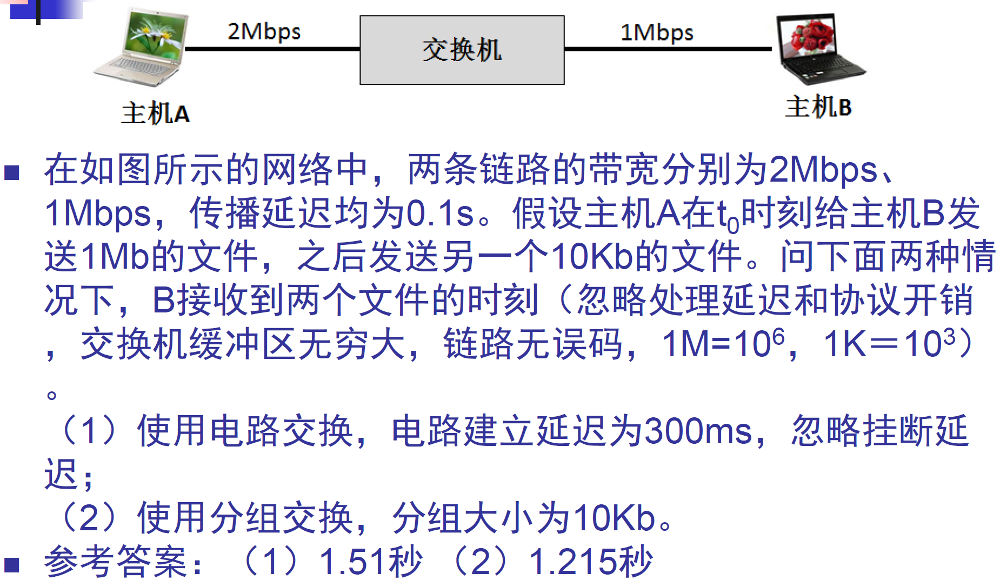 2Mbps
交换机
1Mbps
主机A
主机B
■ 在如图所示的网络中，两条链路的带宽分别为2Mbps、
1Mbps，传播延迟均为0.1s。假设主机A在t₀时刻给主机B发
送1Mb的文件，之后发送另一个10Kb的文件。问下面两种情
况下，B接收到两个文件的时刻（忽略处理延迟和协议开销
，交换机缓冲区无穷大，链路无误码，1M=10⁶，1K＝10³）
。
（1）使用电路交换，电路建立延迟为300ms，忽略挂断延
迟；
（2）使用分组交换，分组大小为10Kb。
■ 参考答案：（1）1.51秒 （2）1.215秒